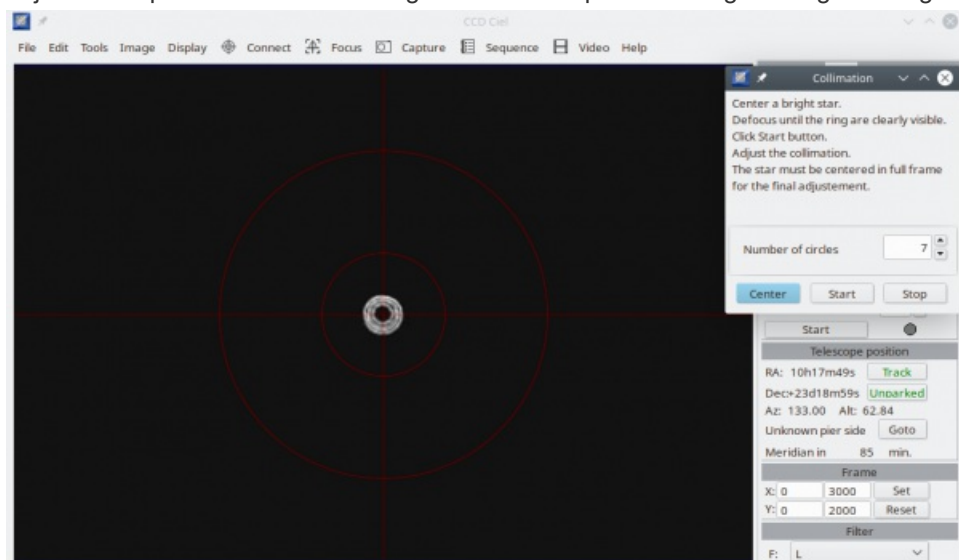 CCD Ciel
File Edit Tools Image Display Connect Focus Capture Sequence Video Help
Collimation
Center a bright star.
Defocus until the ring are clearly visible.
Click Start button.
Adjust the collimation.
The star must be centered in full frame
for the final adjustement.
Number of circles 7
Center Start Stop
Start
Telescope position
RA: 10h17m49s Track
Dec:+23d18m59s Unparked
Az: 133.00 Alt: 62.84
Unknown pier side Goto
Meridian in 85 min.
Frame
X: 0 3000 Set
Y: 0 2000 Reset
Filter
F: L